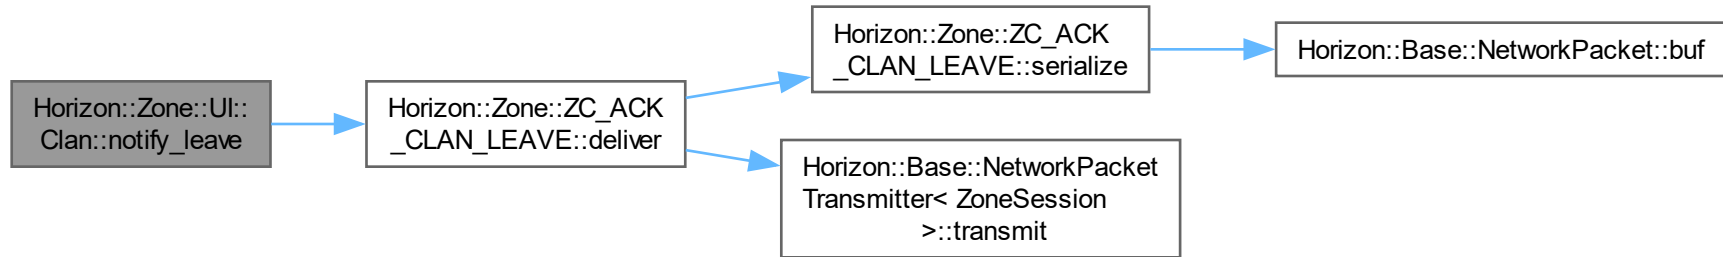 Horizon::Zone::UI::
Clan::notify_leave
Horizon::Zone::ZC_ACK
_CLAN_LEAVE::deliver
Horizon::Zone::ZC_ACK
_CLAN_LEAVE::serialize
Horizon::Base::NetworkPacket::buf
Horizon::Base::NetworkPacket
Transmitter< ZoneSession
>::transmit